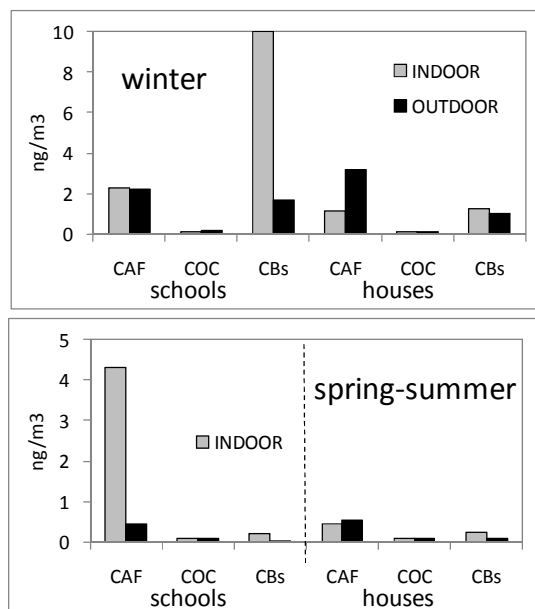 10
8
6
4
2
0
ng/m3
winter
INDOOR
OUTDOOR
CAF COC CBs CAF COC CBs
schools houses
5
4
3
2
1
0
ng/m3
spring-summer
INDOOR
CAF COC CBs CAF COC CBs
schools houses